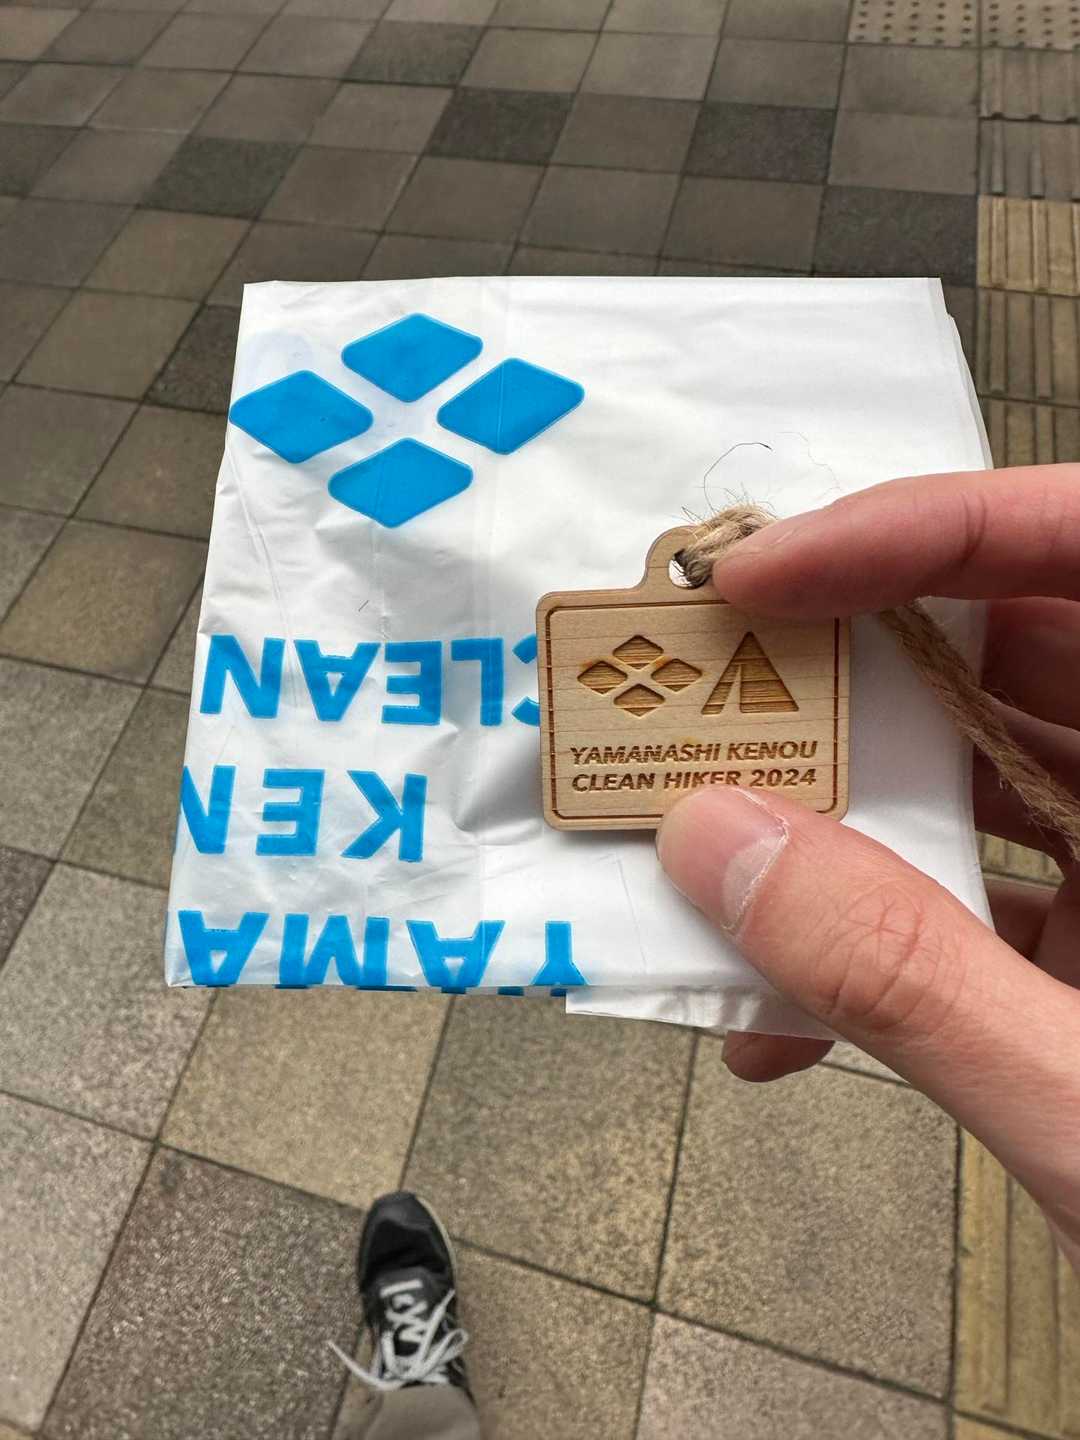 YAMA
KEN
CLEAN
YAMANASHI KENOU
CLEAN HIKER 2024